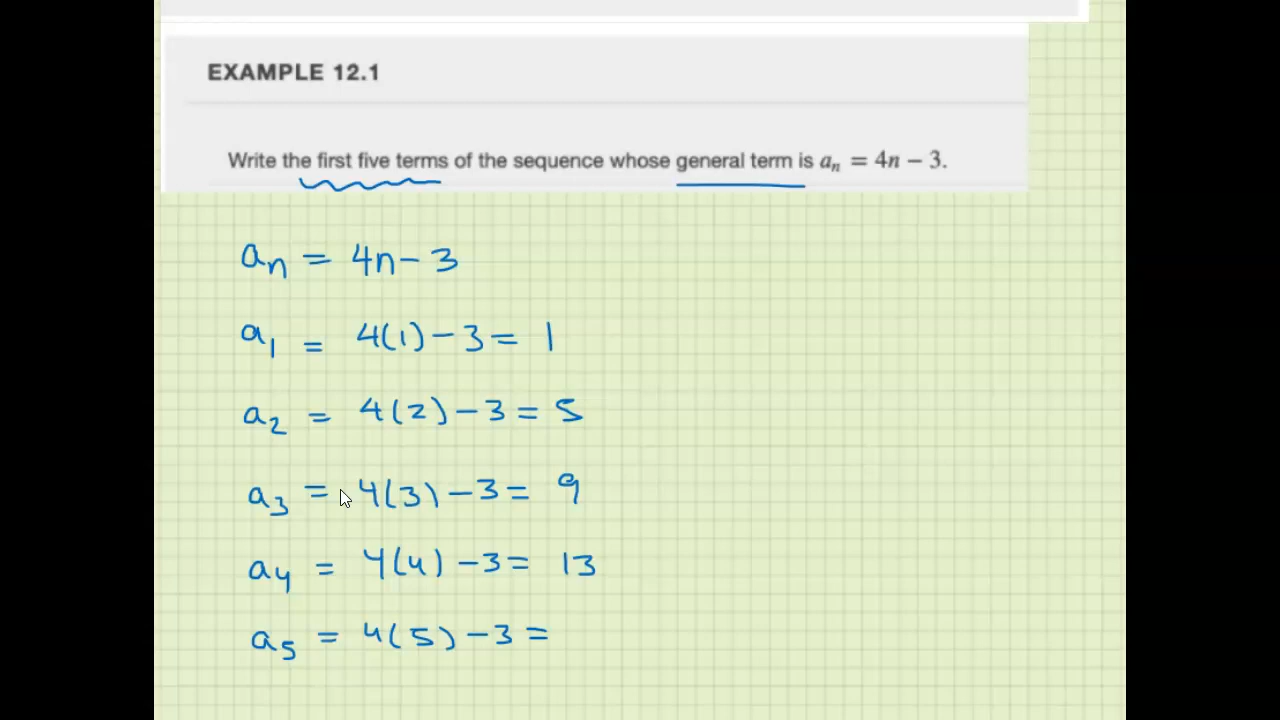 EXAMPLE 12.1
Write the first five terms of the sequence whose general term is aₙ = 4n − 3.
aₙ = 4n − 3
a₁ = 4(1) − 3 = 1
a₂ = 4(2) − 3 = 5
a₃ = 4(3) − 3 = 9
a₄ = 4(4) − 3 = 13
a₅ = 4(5) − 3 =